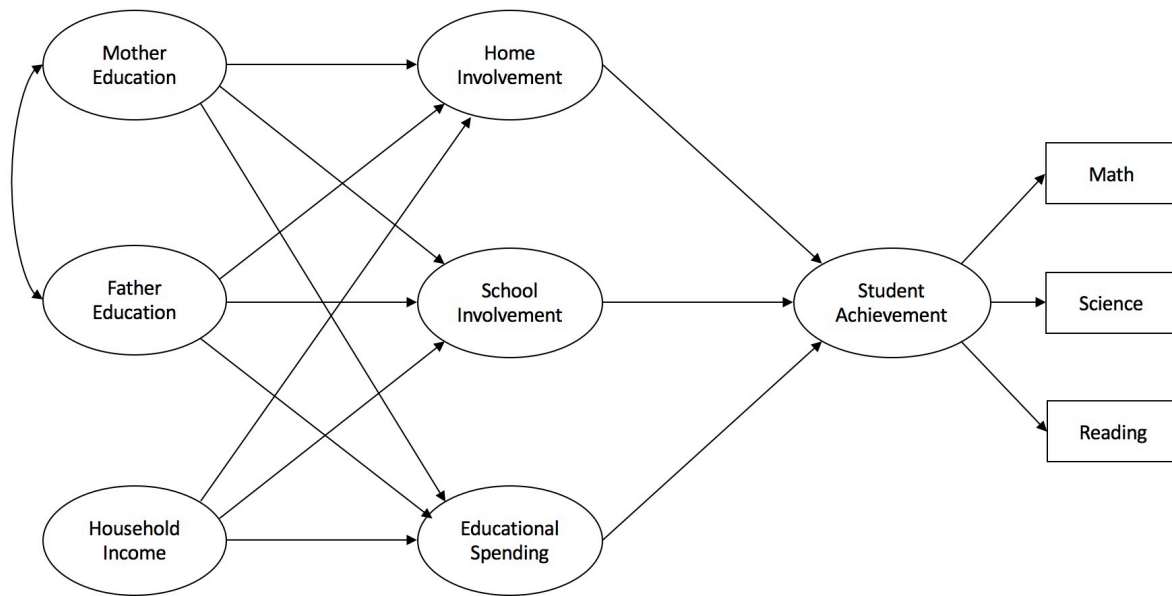 Mother
Education
Home
Involvement
Math
Father
Education
School
Involvement
Student
Achievement
Science
Reading
Household
Income
Educational
Spending